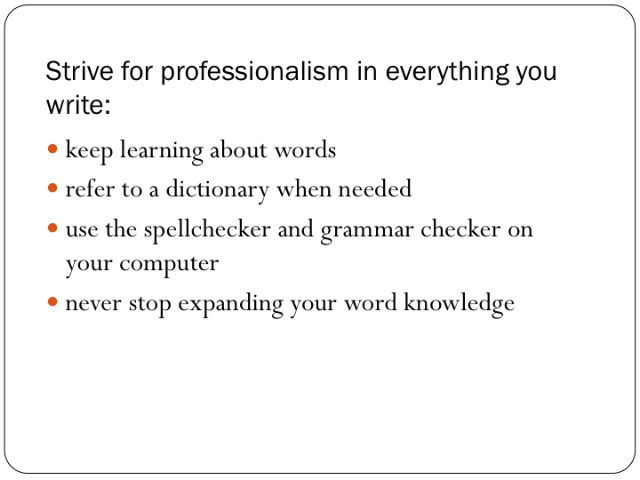 Strive for professionalism in everything you
write:
• keep learning about words
• refer to a dictionary when needed
• use the spellchecker and grammar checker on
your computer
• never stop expanding your word knowledge